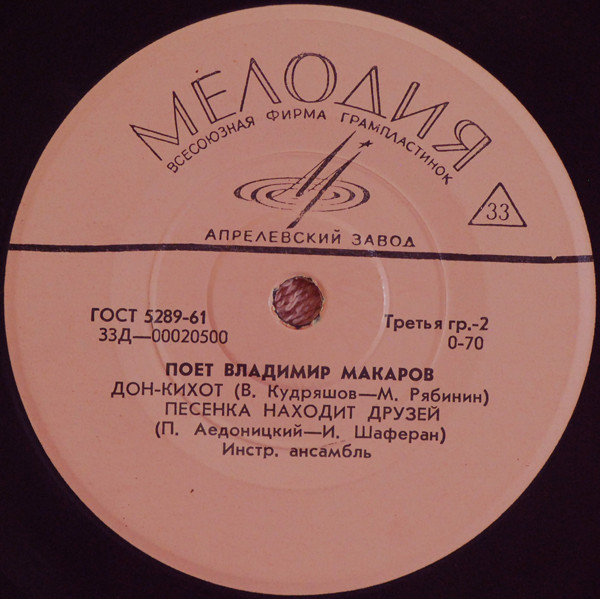 МЕЛОДИЯ
ВСЕСОЮЗНАЯ ФИРМА ГРАМПЛАСТИНОК
33
АПРЕЛЕВСКИЙ ЗАВОД
ГОСТ 5289-61
Третья гр.-2
33Д—00020500
0-70
ПОЕТ ВЛАДИМИР МАКАРОВ
ДОН-КИХОТ (В. Кудряшов—М. Рябинин)
ПЕСЕНКА НАХОДИТ ДРУЗЕЙ
(П. Аедоницкий—И. Шаферан)
Инстр. ансамбль